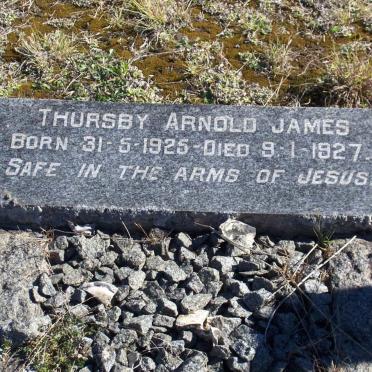 THURSBY ARNOLD JAMES
BORN 31-5-1925-DIED 9-1-1927.
SAFE IN THE ARMS OF JESUS.